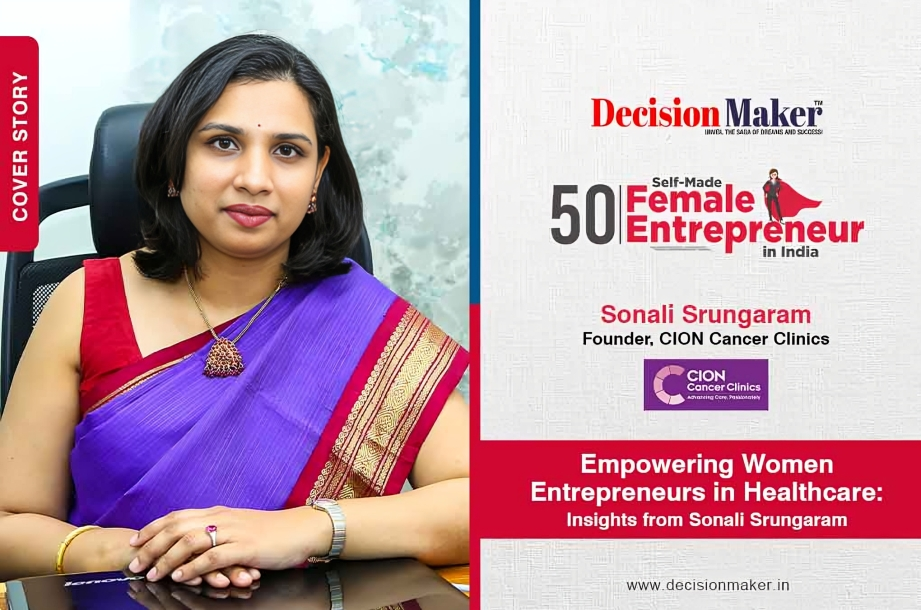 COVER STORY
Decision Maker™
UNVEIL THE SAGA OF DREAMS AND SUCCESS!
50
Self-Made
Female
Entrepreneur
in India
Sonali Srungaram
Founder, CION Cancer Clinics
CION
Cancer Clinics
Advancing Care, Passionately
Empowering Women
Entrepreneurs in Healthcare:
Insights from Sonali Srungaram
www.decisionmaker.in